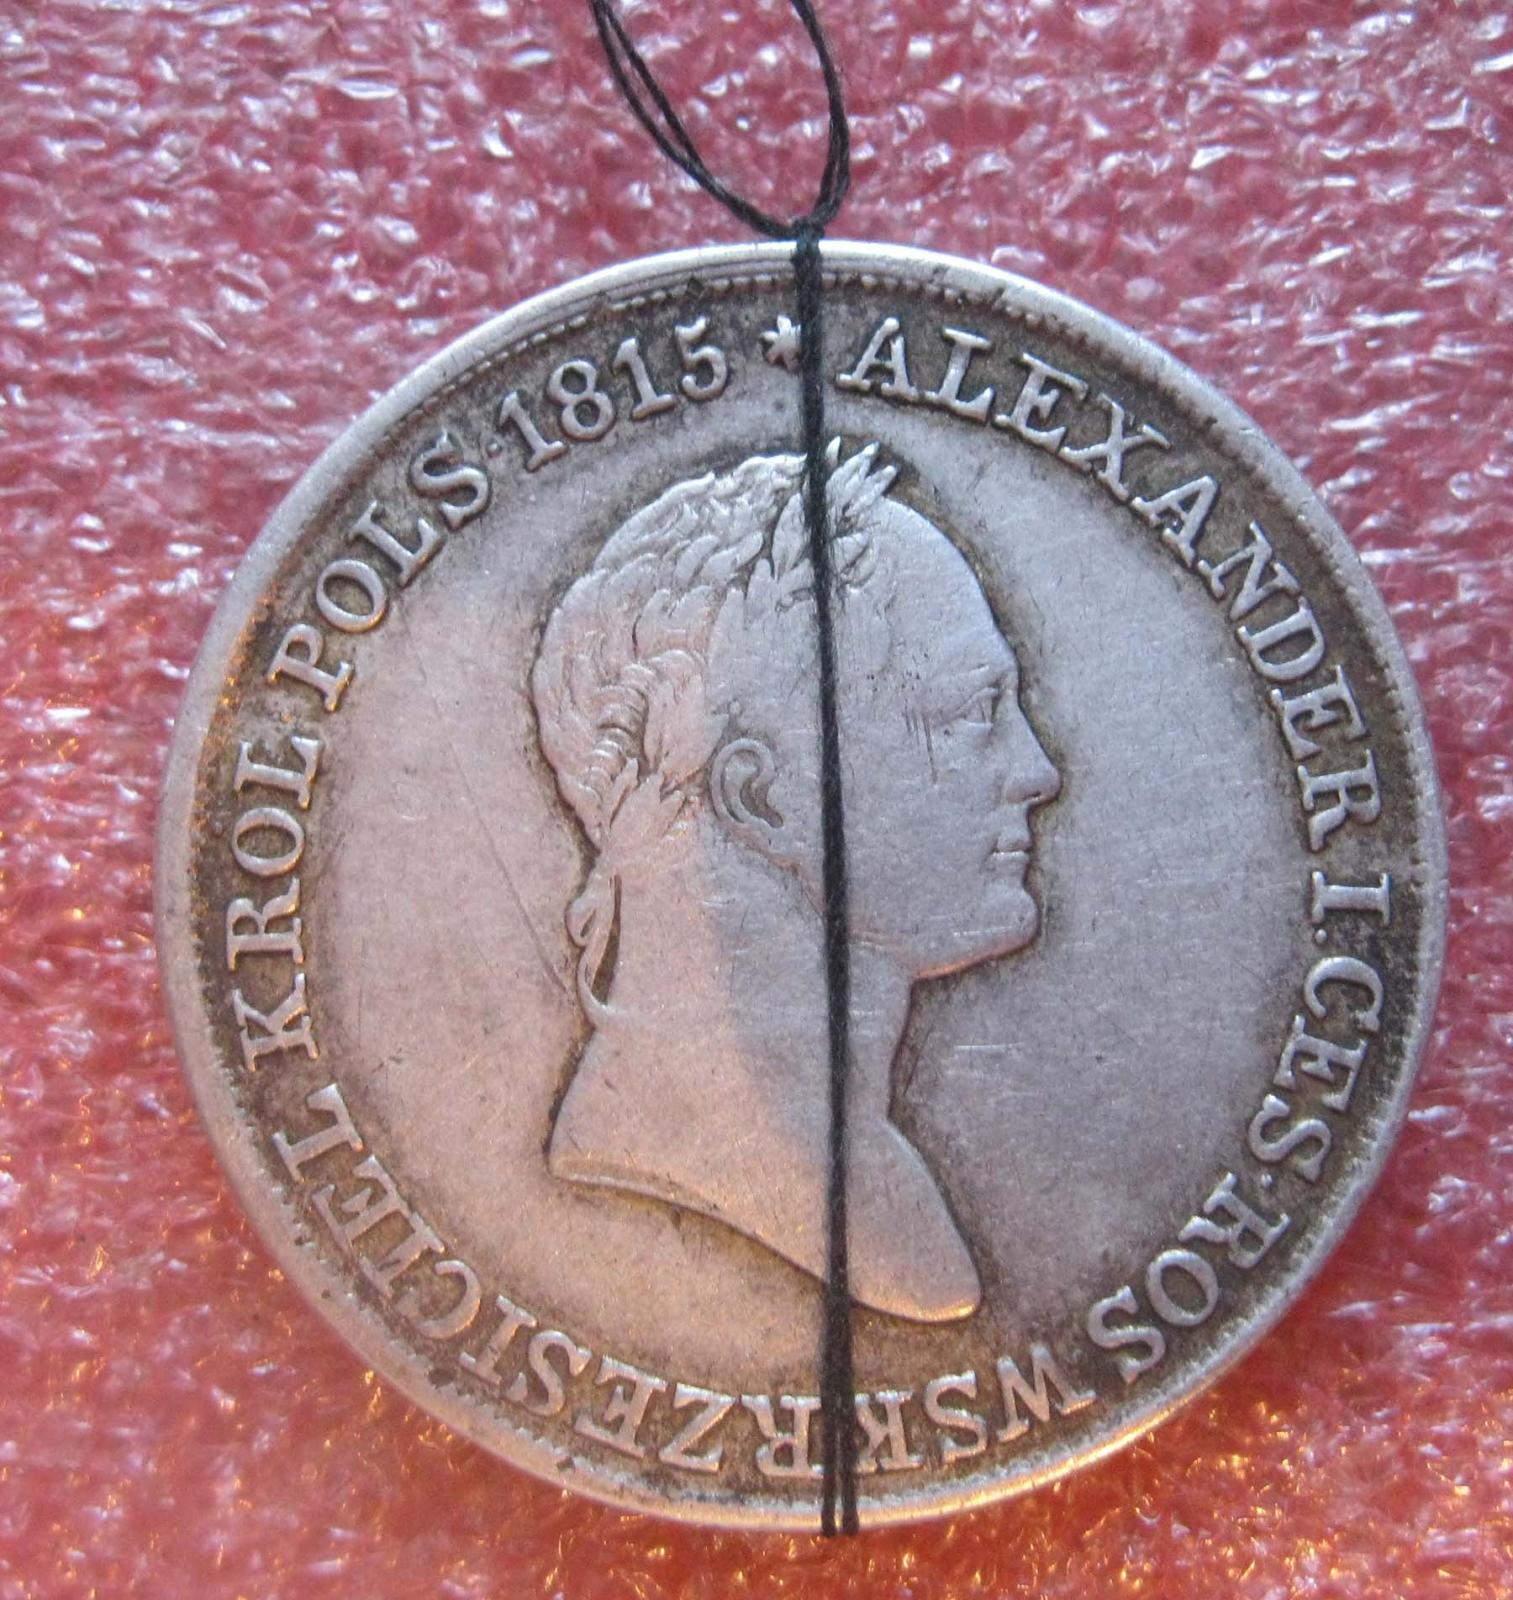 ALEXANDER I. CES. ROS WSKRZESICIEL KROL. POLS. 1815